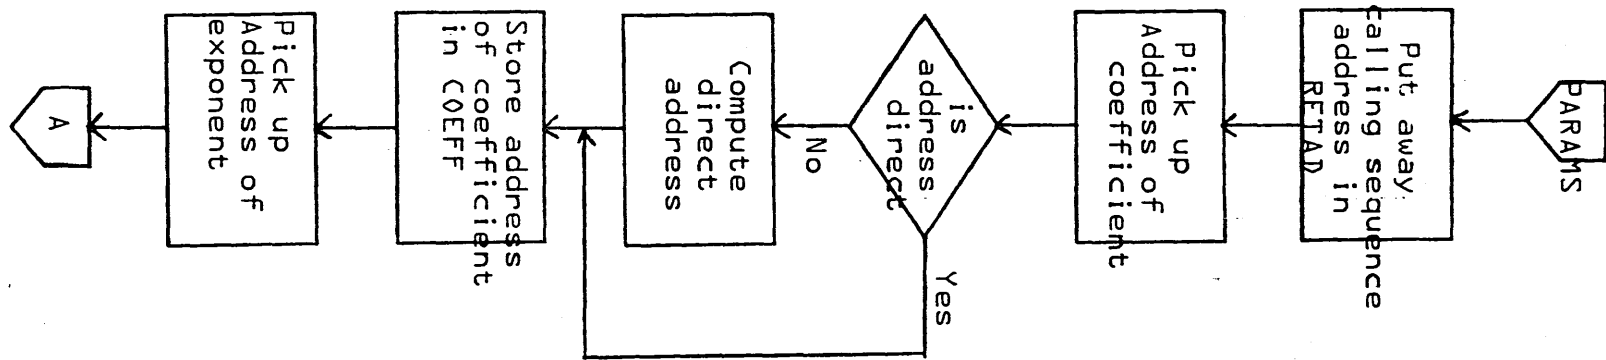 PARAMS
Put away
calling sequence
address in
RETAD
Pick up
Address of
coefficient
is
address
direct
Yes
No
Compute
direct
address
Store address
of coefficient
in COEFF
Pick up
Address of
exponent
A